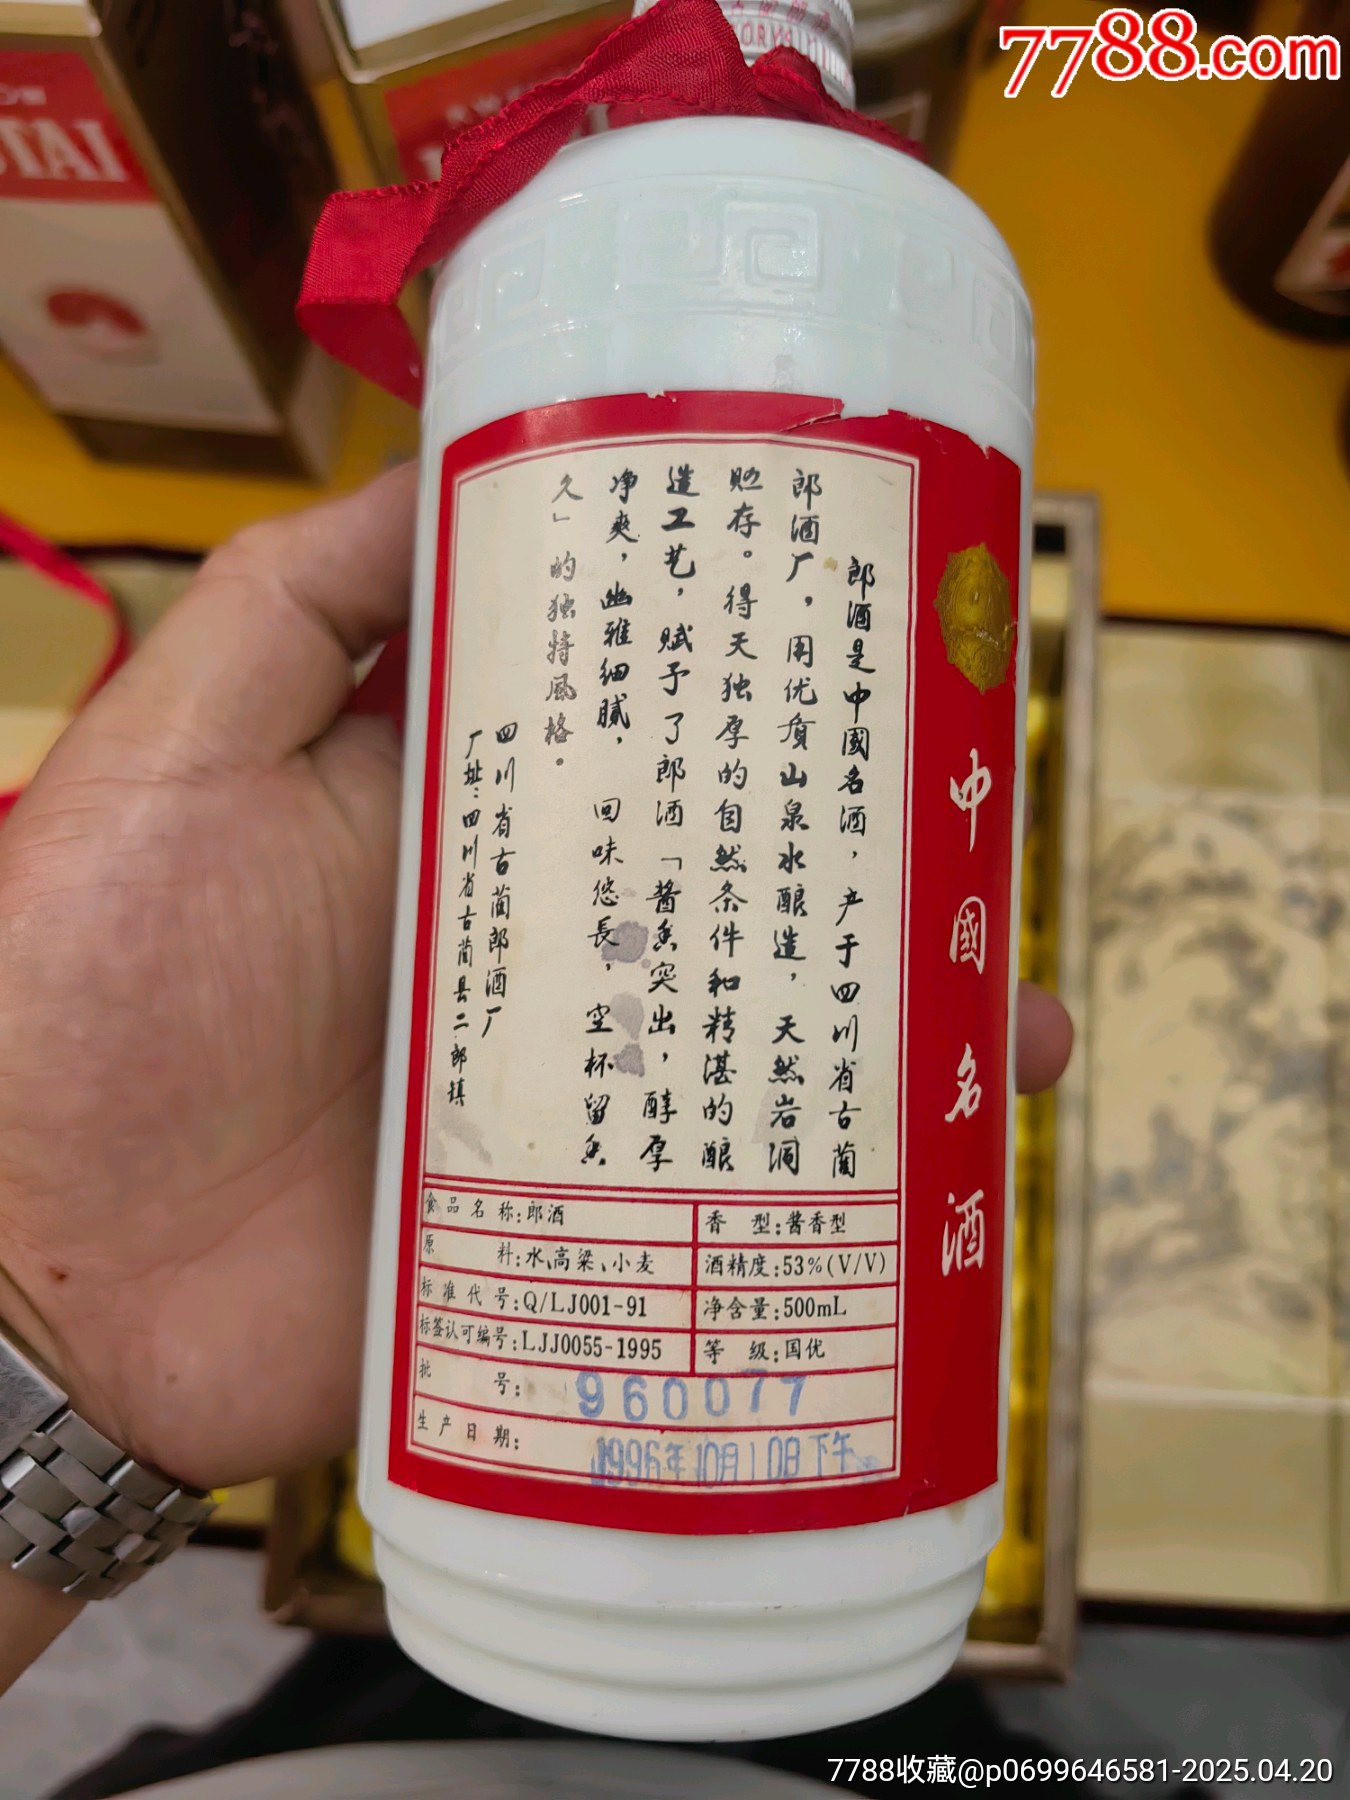 7788.com
TAI
ORY
中國名酒
郎酒是中國名酒，产于四川省古蔺
郎酒厂，用优质山泉水酿造，天然岩洞
贮存。得天独厚的自然条件和精湛的酿
造工艺，赋予了郎酒「酱香突出，醇厚
净爽，幽雅细腻，回味悠長，空杯留香
久」的独特風格。
四川省古蔺郎酒厂
厂址：四川省古蔺县二郎镇
食品名称:郎酒 香型:酱香型
原料:水、高粱、小麦 酒精度:53%(V/V)
标准代号:Q/LJ001-91 净含量:500mL
标签认可编号:LJJ0055-1995 等级:国优
批号: 960077
生产日期: 1996年10月10日下午
7788收藏@p0699646581-2025.04.20